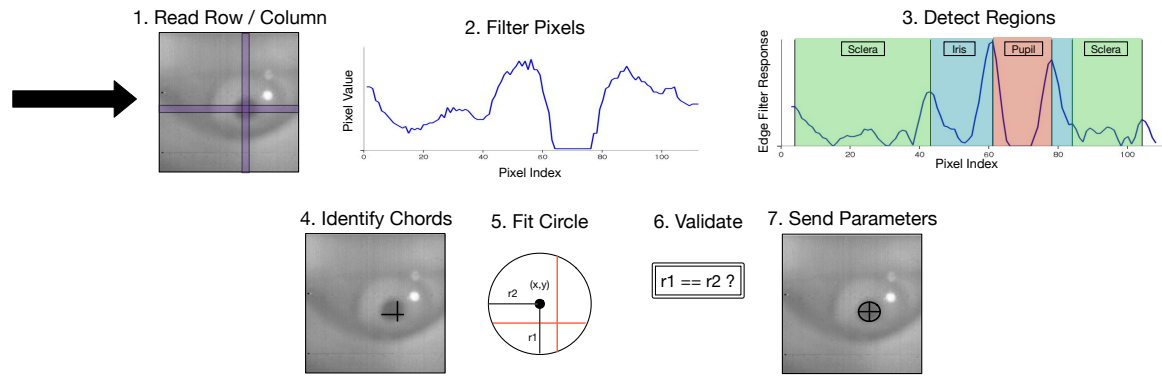 1. Read Row / Column
2. Filter Pixels
Pixel Value
0 20 40 60 80 100
Pixel Index
3. Detect Regions
Edge Filter Response
Sclera Iris Pupil Sclera
0 20 40 60 80 100
Pixel Index
4. Identify Chords
5. Fit Circle
(x,y)
r2
r1
6. Validate
r1 == r2 ?
7. Send Parameters